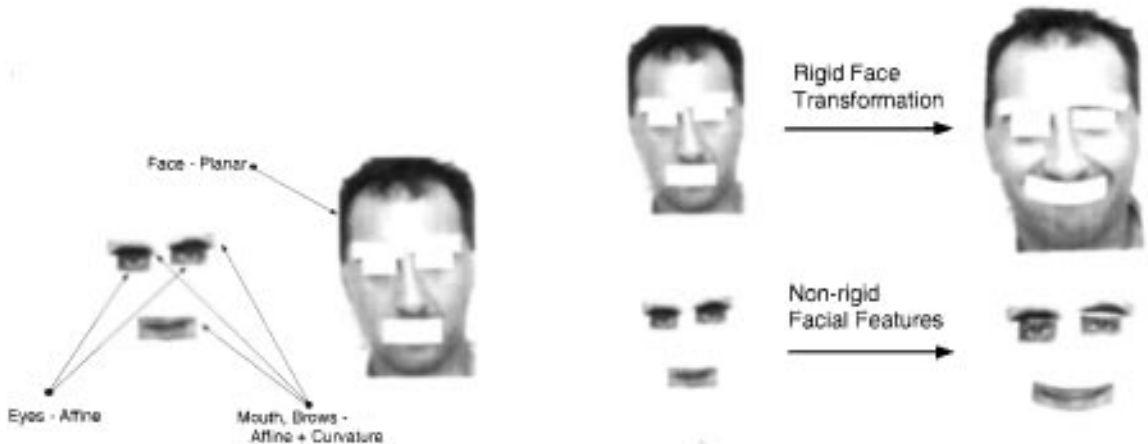 Face - Planar
Eyes - Affine
Mouth, Brows -
Affine + Curvature
Rigid Face
Transformation
Non-rigid
Facial Features